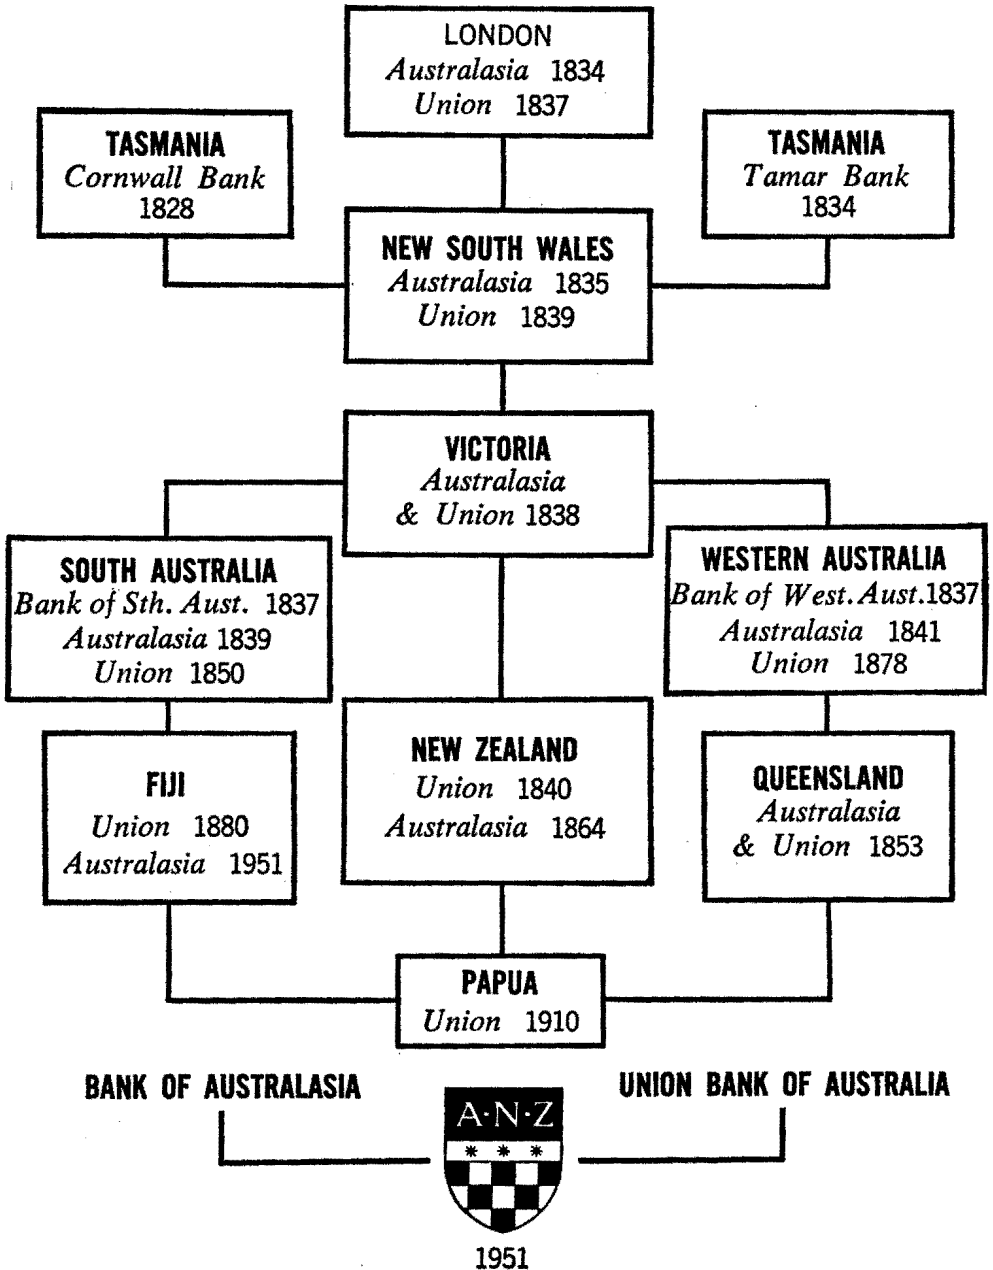 LONDON
Australasia 1834
Union 1837
TASMANIA
Cornwall Bank
1828
TASMANIA
Tamar Bank
1834
NEW SOUTH WALES
Australasia 1835
Union 1839
VICTORIA
Australasia
& Union 1838
SOUTH AUSTRALIA
Bank of Sth. Aust. 1837
Australasia 1839
Union 1850
WESTERN AUSTRALIA
Bank of West. Aust. 1837
Australasia 1841
Union 1878
FIJI
Union 1880
Australasia 1951
NEW ZEALAND
Union 1840
Australasia 1864
QUEENSLAND
Australasia
& Union 1853
PAPUA
Union 1910
BANK OF AUSTRALASIA
UNION BANK OF AUSTRALIA
A·N·Z
1951